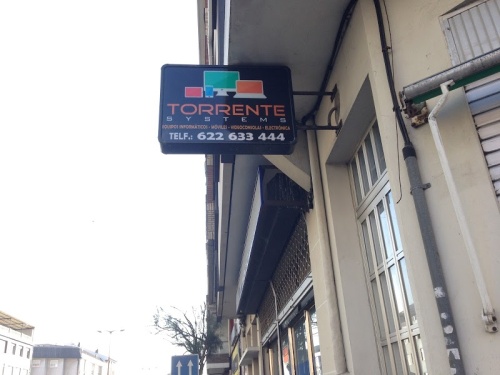 TORRENTE
SYSTEMS
EQUIPOS INFORMÁTICOS - MÓVILES - VIDEOCONSOLAS - ELECTRÓNICA
TELF.: 622 633 444